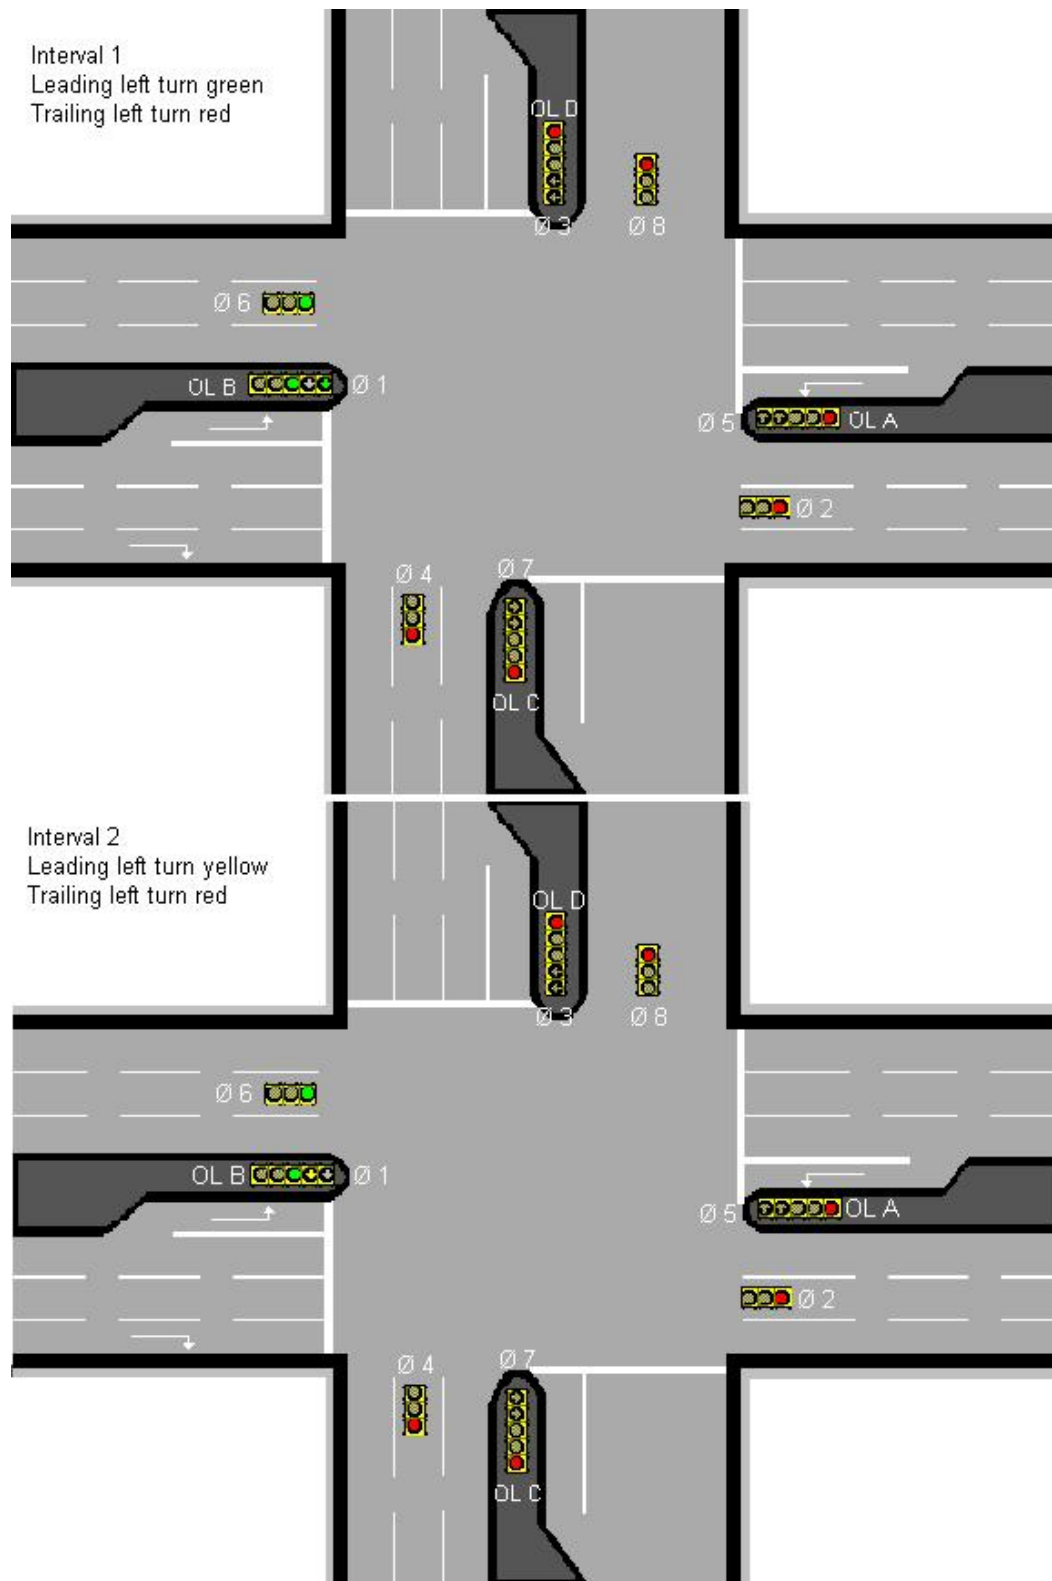 Interval 1
Leading left turn green
Trailing left turn red
OL D
Ø 3
Ø 8
Ø 6
OL B
Ø 1
Ø 5
OL A
Ø 2
Ø 4
Ø 7
OL C
Interval 2
Leading left turn yellow
Trailing left turn red
OL D
Ø 3
Ø 8
Ø 6
OL B
Ø 1
Ø 5
OL A
Ø 2
Ø 4
Ø 7
OL C